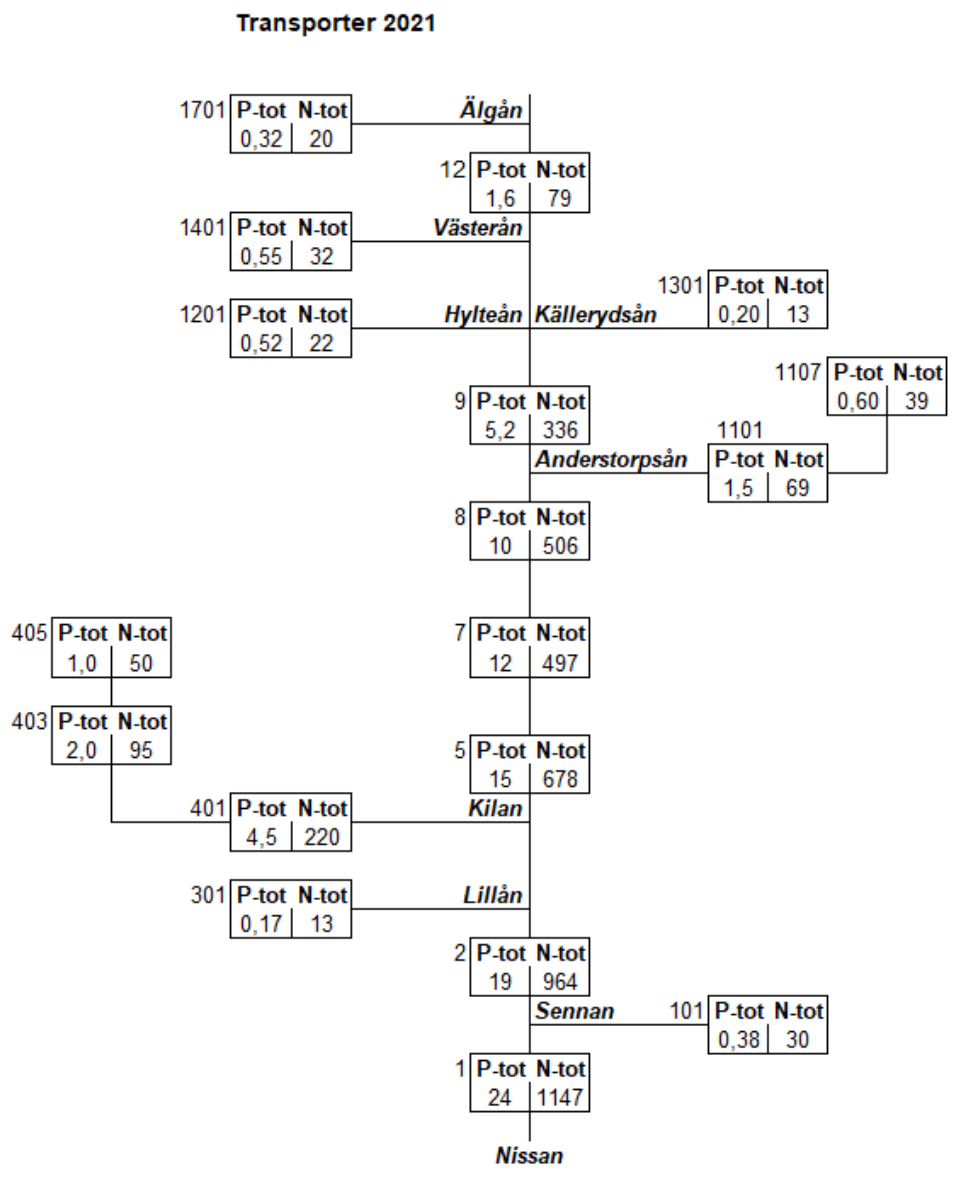 Transporter 2021
1701 P-tot N-tot Älgån
0,32 20
12 P-tot N-tot
1,6 79
1401 P-tot N-tot Västerån
0,55 32
1301 P-tot N-tot
0,20 13
1201 P-tot N-tot Hylteån Källerydsån
0,52 22
1107 P-tot N-tot
0,60 39
9 P-tot N-tot
5,2 336
1101
Anderstorpsån P-tot N-tot
1,5 69
8 P-tot N-tot
10 506
405 P-tot N-tot
1,0 50
7 P-tot N-tot
12 497
403 P-tot N-tot
2,0 95
5 P-tot N-tot
15 678
401 P-tot N-tot Kilan
4,5 220
301 P-tot N-tot Lillån
0,17 13
2 P-tot N-tot
19 964
Sennan 101 P-tot N-tot
0,38 30
1 P-tot N-tot
24 1147
Nissan